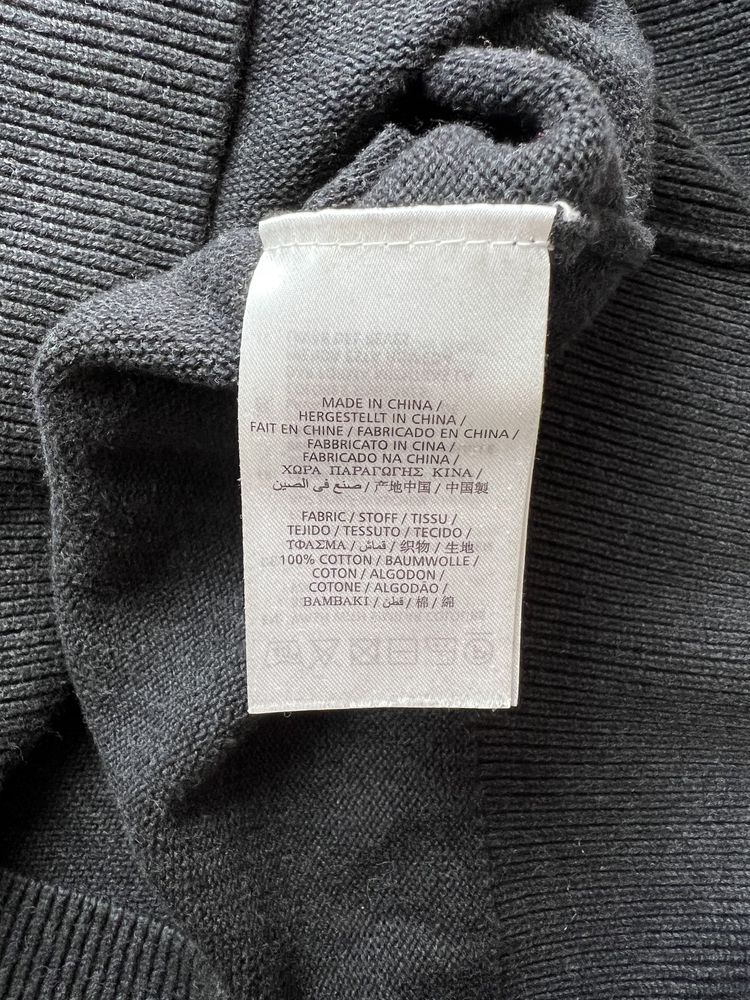 MADE IN CHINA /
HERGESTELLT IN CHINA /
FAIT EN CHINE / FABRICADO EN CHINA /
FABBRICATO IN CINA /
FABRICADO NA CHINA /
ΧΩΡΑ ΠΑΡΑΓΩΓΗΣ ΚΙΝΑ /
صنع في الصين / 产地中国 / 中国製
FABRIC / STOFF / TISSU /
TEJIDO / TESSUTO / TECIDO /
ΥΦΑΣΜΑ / قماش / 织物 / 生地
100% COTTON / BAUMWOLLE /
COTON / ALGODON /
COTONE / ALGODÃO /
ΒΑΜΒΑΚΙ / قطن / 棉 / 綿